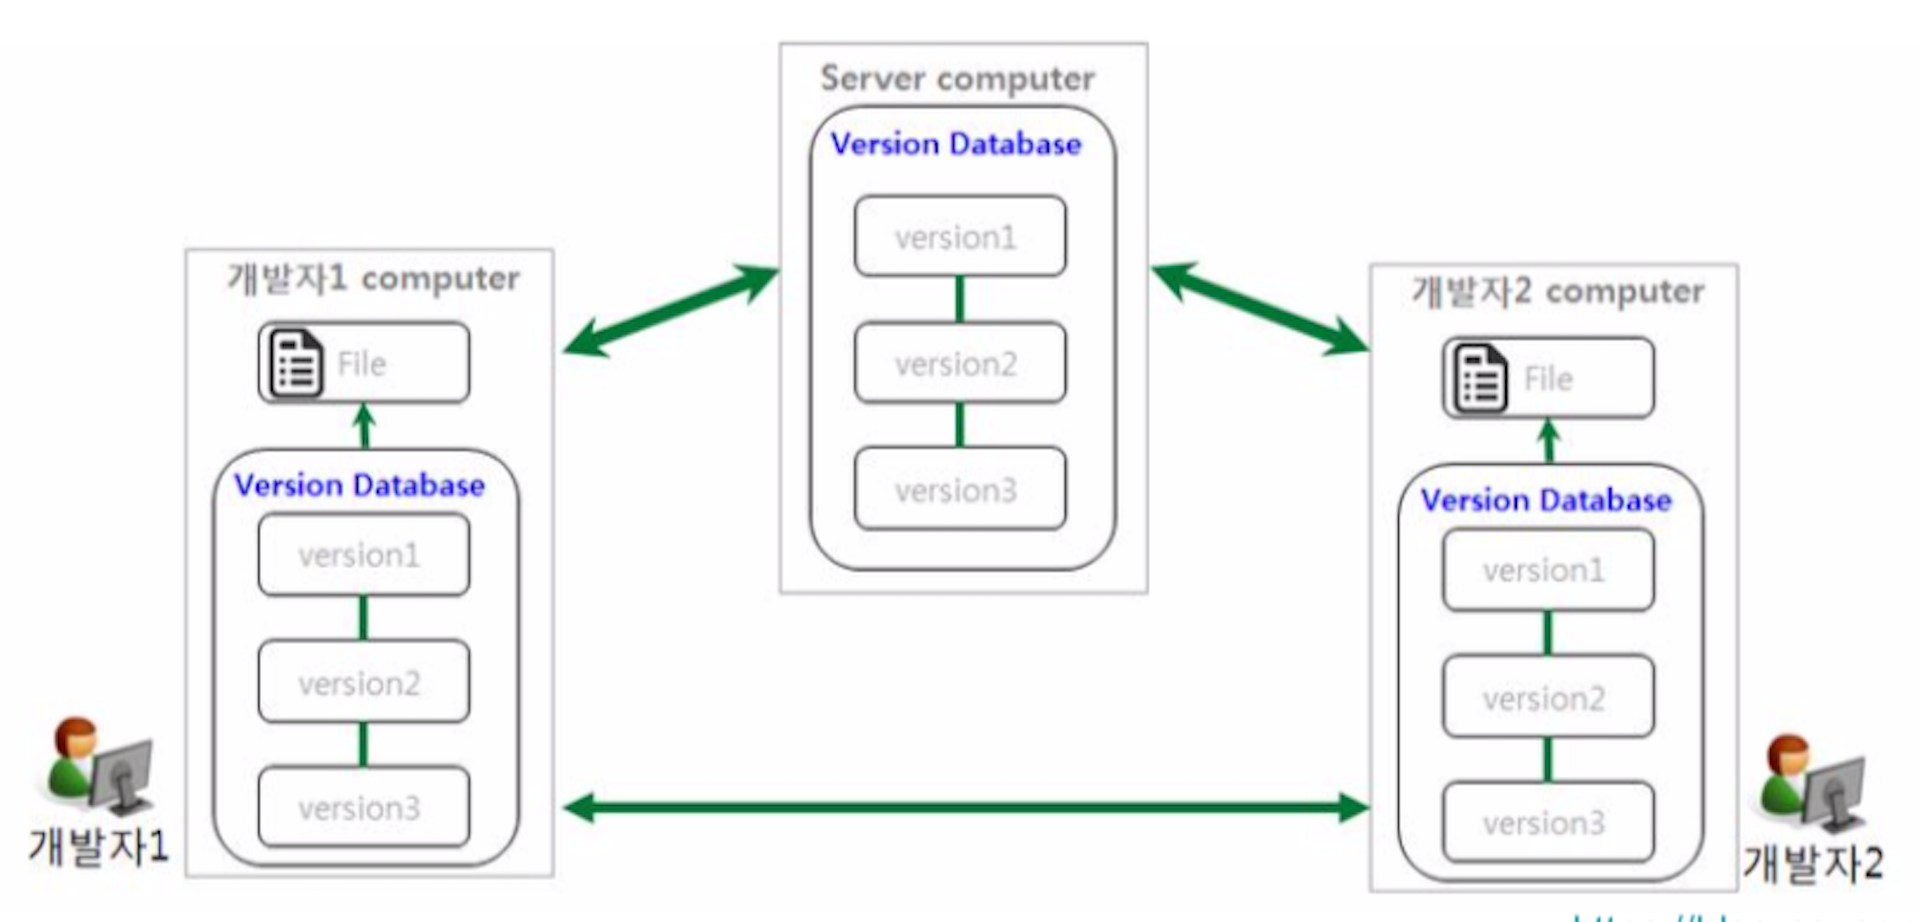 Server computer
Version Database
version1
version2
version3
개발자1 computer
File
Version Database
version1
version2
version3
개발자1
개발자2 computer
File
Version Database
version1
version2
version3
개발자2